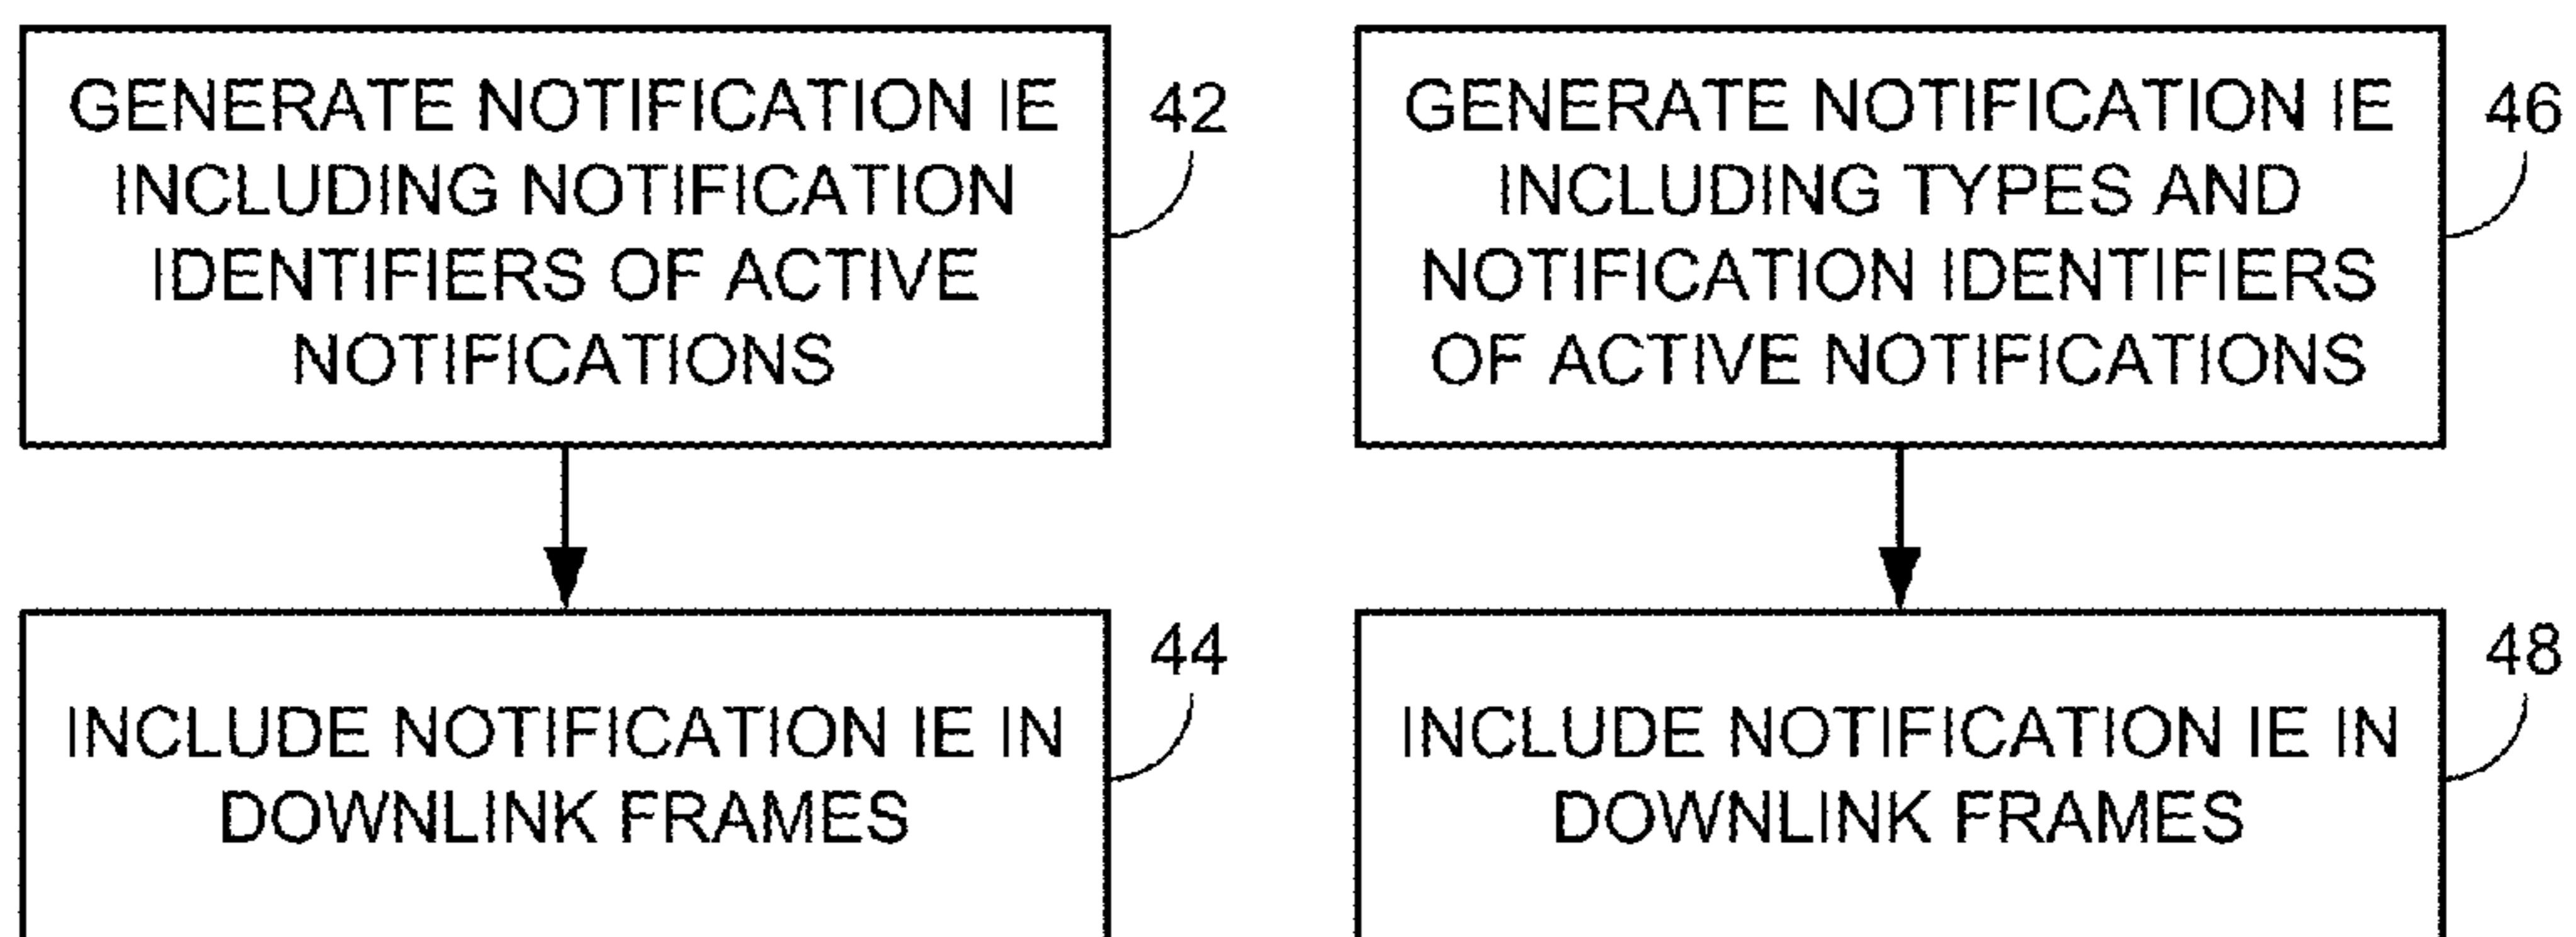 GENERATE NOTIFICATION IE
INCLUDING NOTIFICATION
IDENTIFIERS OF ACTIVE
NOTIFICATIONS
42
INCLUDE NOTIFICATION IE IN
DOWNLINK FRAMES
44
GENERATE NOTIFICATION IE
INCLUDING TYPES AND
NOTIFICATION IDENTIFIERS
OF ACTIVE NOTIFICATIONS
46
INCLUDE NOTIFICATION IE IN
DOWNLINK FRAMES
48